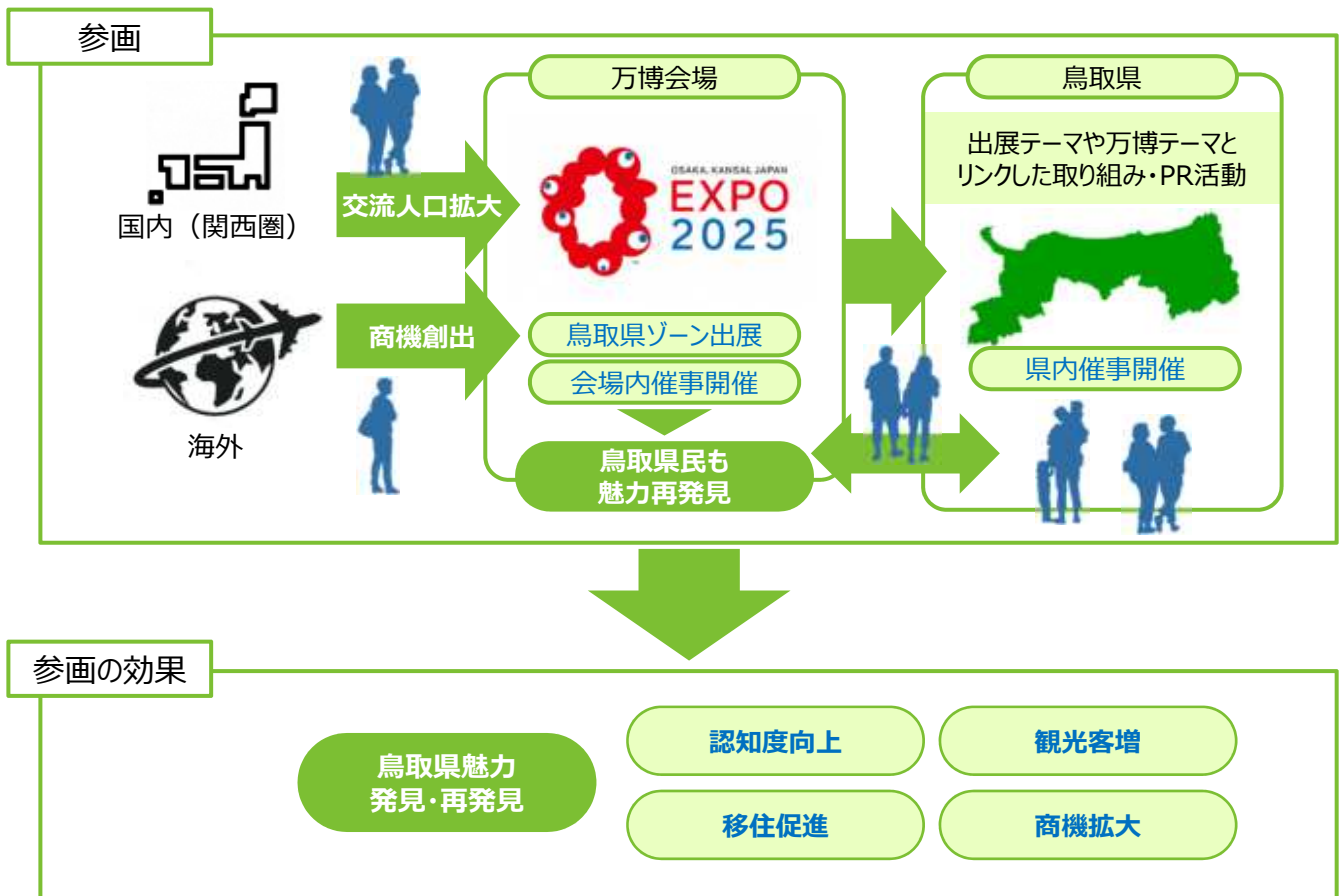 参画
国内（関西圏）
海外
交流人口拡大
商機創出
万博会場
OSAKA, KANSAI, JAPAN
EXPO
2025
鳥取県ゾーン出展
会場内催事開催
鳥取県民も
魅力再発見
鳥取県
出展テーマや万博テーマと
リンクした取り組み・PR活動
県内催事開催
参画の効果
鳥取県魅力
発見・再発見
認知度向上
観光客増
移住促進
商機拡大